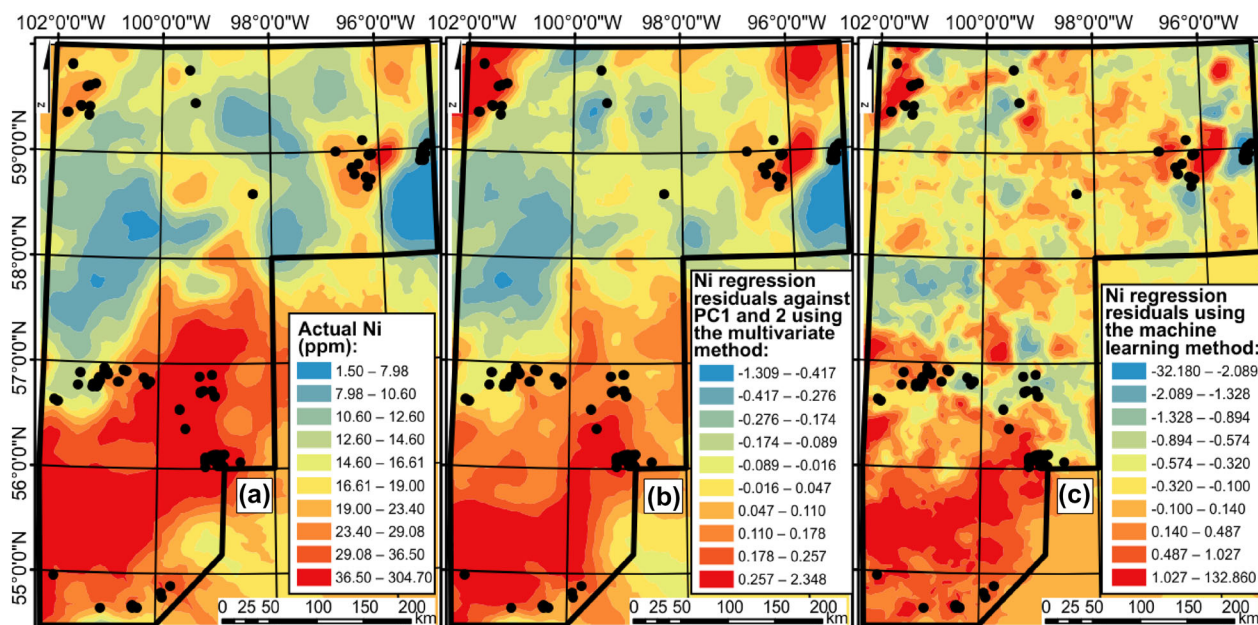 102°0'0"W 100°0'0"W 98°0'0"W 96°0'0"W
102°0'0"W 100°0'0"W 98°0'0"W 96°0'0"W
102°0'0"W 100°0'0"W 98°0'0"W 96°0'0"W
59°0'0"N
58°0'0"N
57°0'0"N
56°0'0"N
55°0'0"N
z
(a)
Actual Ni
(ppm):
1.50 – 7.98
7.98 – 10.60
10.60 – 12.60
12.60 – 14.60
14.60 – 16.61
16.61 – 19.00
19.00 – 23.40
23.40 – 29.08
29.08 – 36.50
36.50 – 304.70
0 25 50 100 150 200
km
z
(b)
Ni regression
residuals against
PC1 and 2 using
the multivariate
method:
-1.309 – -0.417
-0.417 – -0.276
-0.276 – -0.174
-0.174 – -0.089
-0.089 – -0.016
-0.016 – 0.047
0.047 – 0.110
0.110 – 0.178
0.178 – 0.257
0.257 – 2.348
0 25 50 100 150 200
km
z
(c)
Ni regression
residuals using
the machine
learning method:
-32.180 – -2.089
-2.089 – -1.328
-1.328 – -0.894
-0.894 – -0.574
-0.574 – -0.320
-0.320 – -0.100
-0.100 – 0.140
0.140 – 0.487
0.487 – 1.027
1.027 – 132.860
0 25 50 100 150 200
km